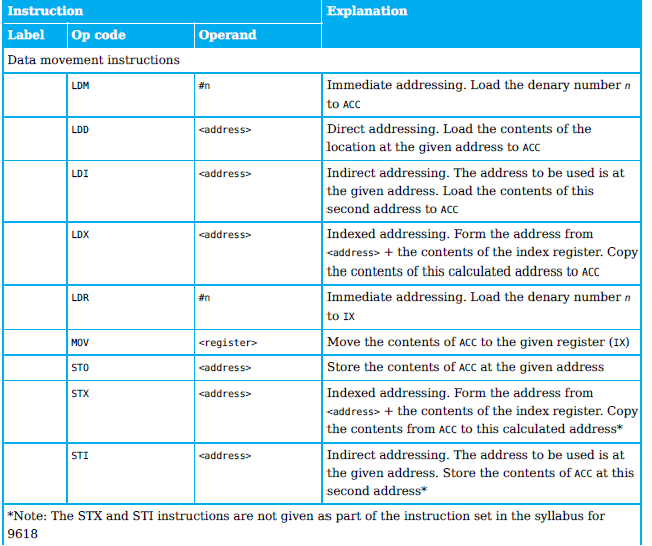 Instruction Explanation
Label Op code Operand
Data movement instructions
LDM #n Immediate addressing. Load the denary number n
to ACC
LDD <address> Direct addressing. Load the contents of the
location at the given address to ACC
LDI <address> Indirect addressing. The address to be used is at
the given address. Load the contents of this
second address to ACC
LDX <address> Indexed addressing. Form the address from
<address> + the contents of the index register. Copy
the contents of this calculated address to ACC
LDR #n Immediate addressing. Load the denary number n
to IX
MOV <register> Move the contents of ACC to the given register (IX)
STO <address> Store the contents of ACC at the given address
STX <address> Indexed addressing. Form the address from
<address> + the contents of the index register. Copy
the contents from ACC to this calculated address*
STI <address> Indirect addressing. The address to be used is at
the given address. Store the contents of ACC at this
second address*
*Note: The STX and STI instructions are not given as part of the instruction set in the syllabus for
9618